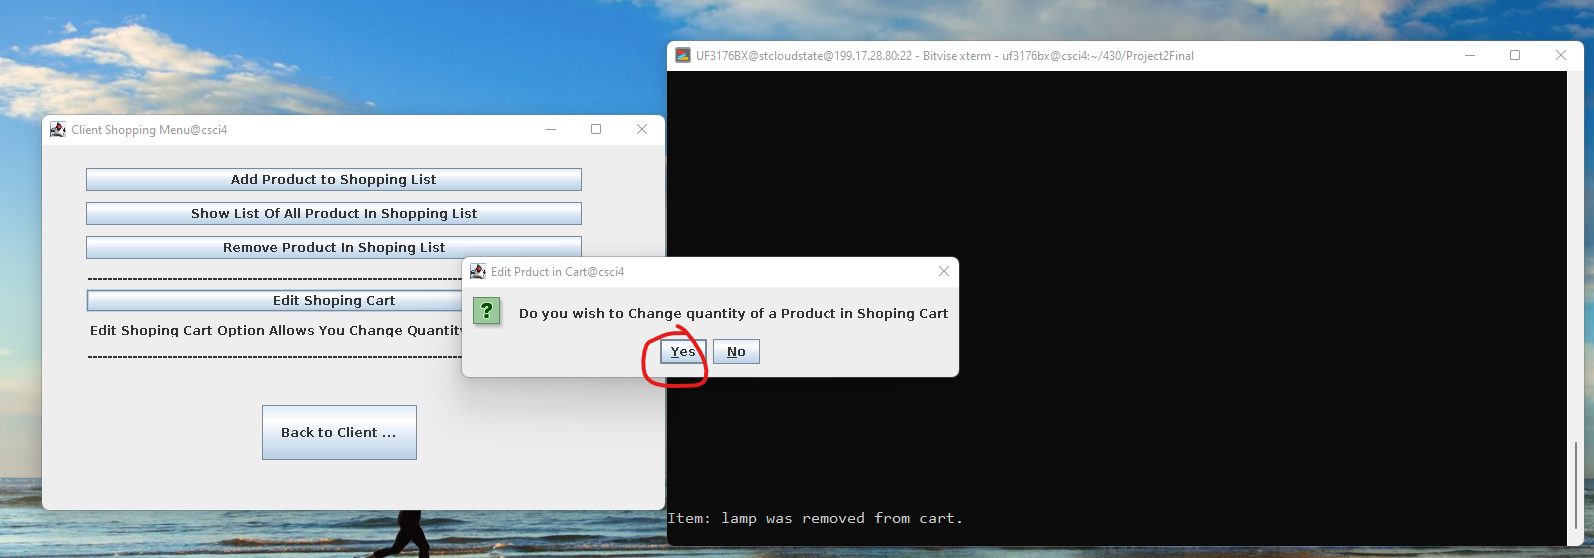 UF3176BX@stcloudstate@199.17.28.80:22 - Bitvise xterm - uf3176bx@csci4:~/430/Project2Final
Client Shopping Menu@csci4
Add Product to Shopping List
Show List Of All Product In Shopping List
Remove Product In Shoping List
Edit Prduct in Cart@csci4
Edit Shoping Cart
?
Do you wish to Change quantity of a Product in Shoping Cart
Edit Shoping Cart Option Allows You Change Quantity
Yes No
Back to Client ...
Item: lamp was removed from cart.